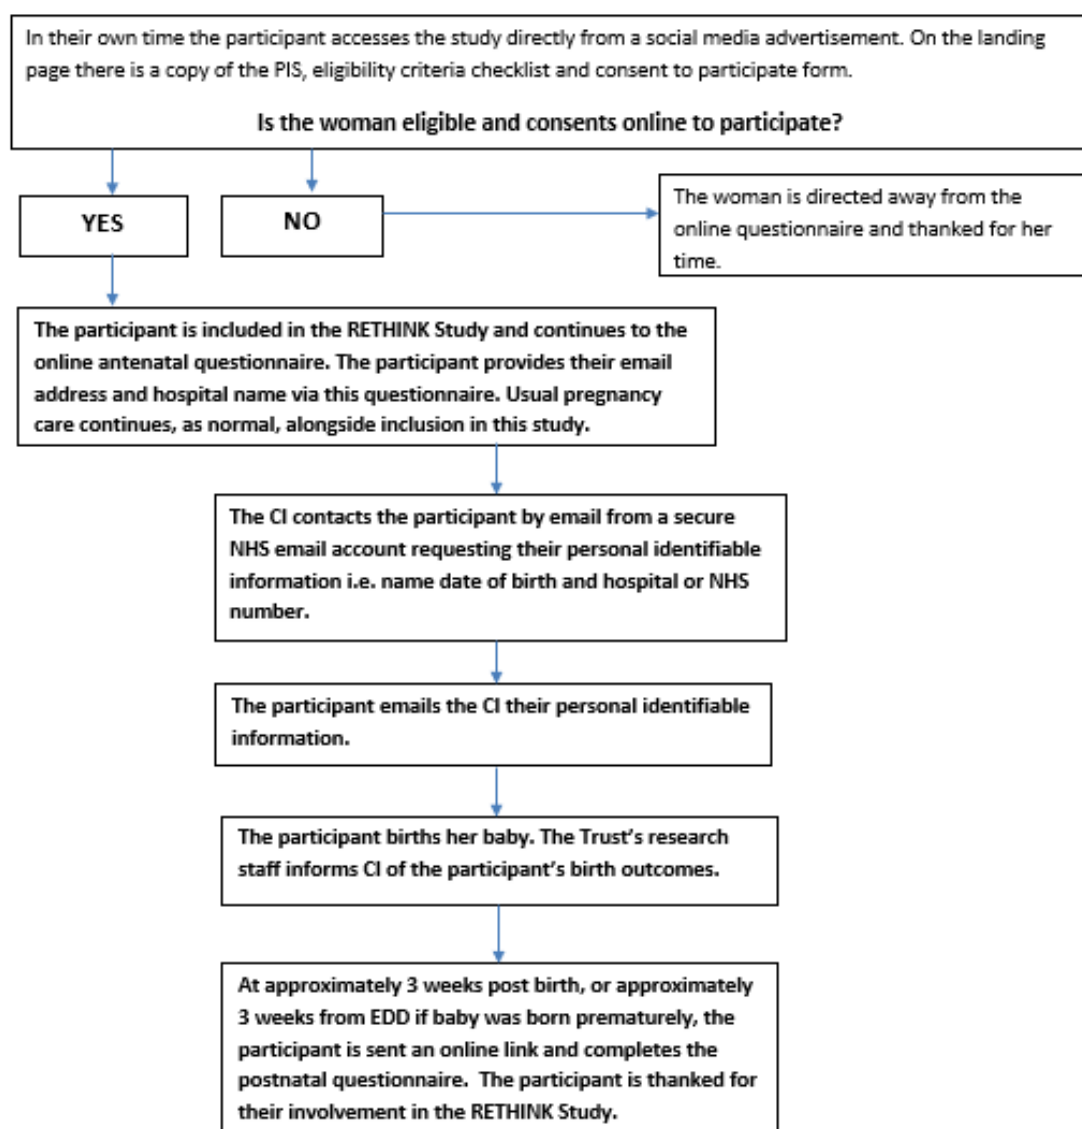 In their own time the participant accesses the study directly from a social media advertisement. On the landing
page there is a copy of the PIS, eligibility criteria checklist and consent to participate form.
Is the woman eligible and consents online to participate?
YES
NO
The woman is directed away from the
online questionnaire and thanked for her
time.
The participant is included in the RETHINK Study and continues to the
online antenatal questionnaire. The participant provides their email
address and hospital name via this questionnaire. Usual pregnancy
care continues, as normal, alongside inclusion in this study.
The CI contacts the participant by email from a secure
NHS email account requesting their personal identifiable
information i.e. name date of birth and hospital or NHS
number.
The participant emails the CI their personal identifiable
information.
The participant births her baby. The Trust's research
staff informs CI of the participant's birth outcomes.
At approximately 3 weeks post birth, or approximately
3 weeks from EDD if baby was born prematurely, the
participant is sent an online link and completes the
postnatal questionnaire.  The participant is thanked for
their involvement in the RETHINK Study.